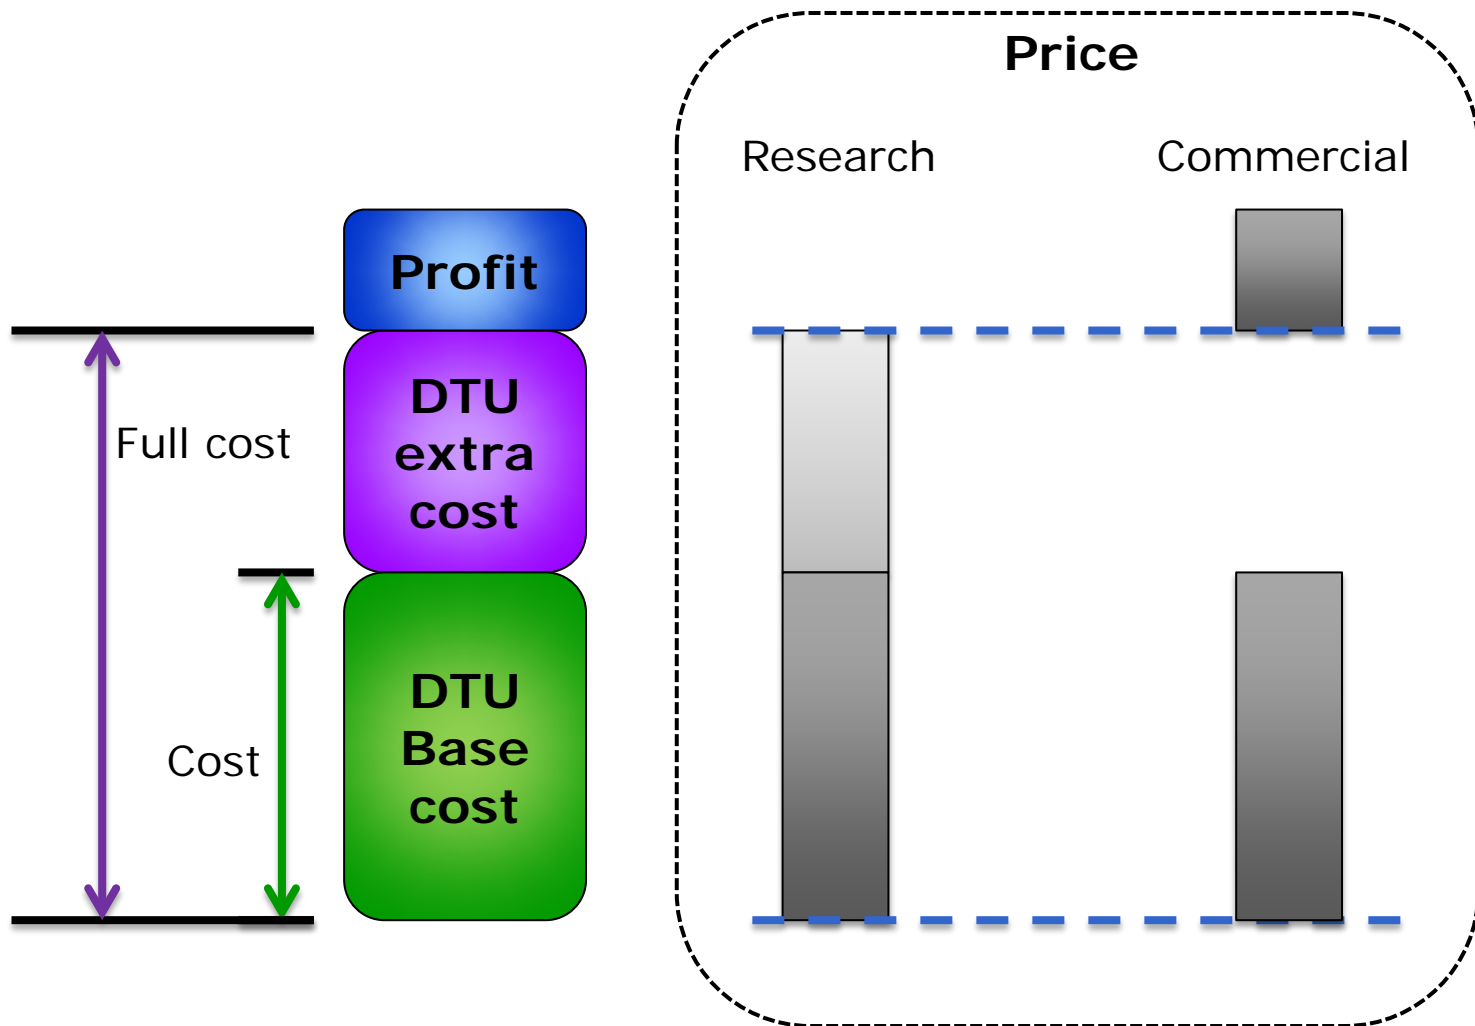 Price
Research
Commercial
Profit
DTU
extra
cost
Full cost
DTU
Base
cost
Cost